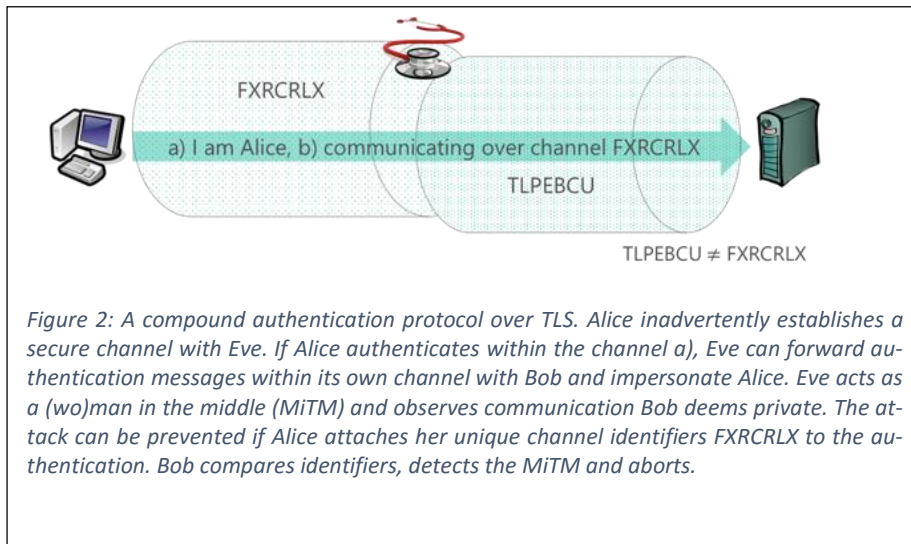 FXRCRLX
a) I am Alice, b) communicating over channel FXRCRLX
TLPEBCU
TLPEBCU ≠ FXRCRLX
Figure 2: A compound authentication protocol over TLS. Alice inadvertently establishes a
secure channel with Eve. If Alice authenticates within the channel a), Eve can forward au-
thentication messages within its own channel with Bob and impersonate Alice. Eve acts as
a (wo)man in the middle (MiTM) and observes communication Bob deems private. The at-
tack can be prevented if Alice attaches her unique channel identifiers FXRCRLX to the au-
thentication. Bob compares identifiers, detects the MiTM and aborts.